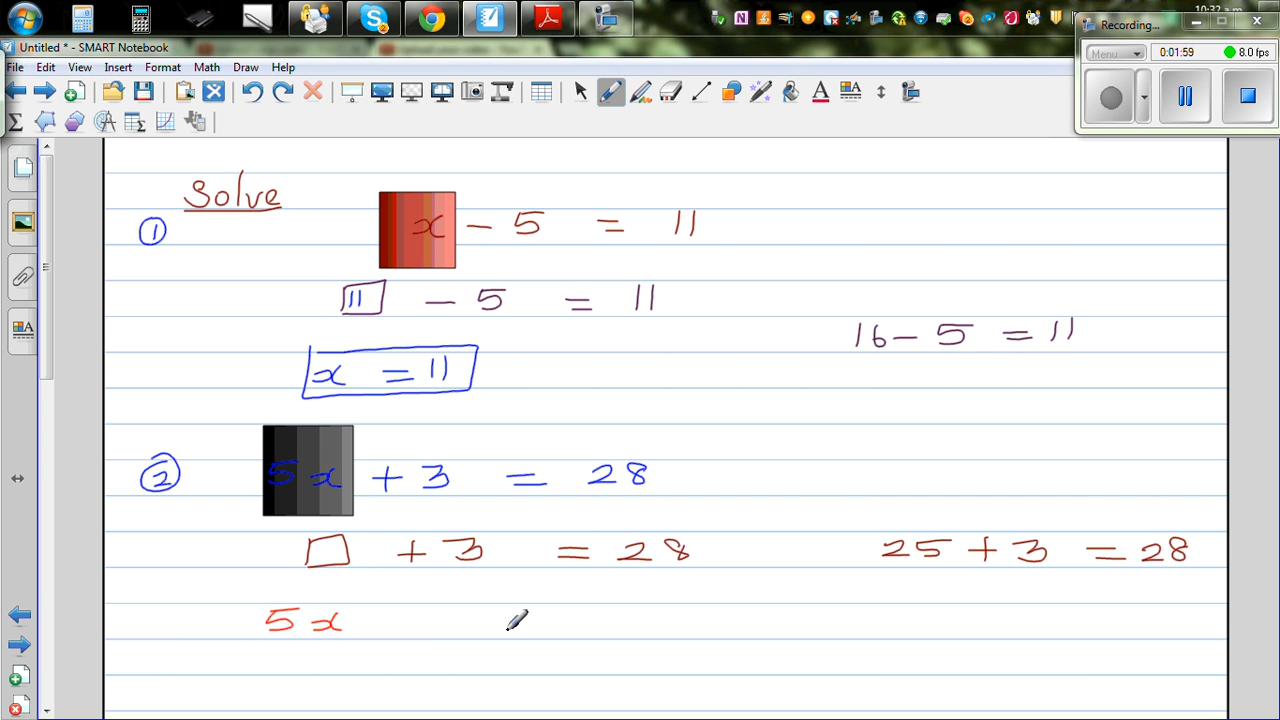 10:32 a.m.
Recording...
Untitled * - SMART Notebook
Menu
0:01:59
8.0 fps
File Edit View Insert Format Math Draw Help
Solve
① x - 5 = 11
11 - 5 = 11
16 - 5 = 11
x = 11
② 5x + 3 = 28
□ + 3 = 28
25 + 3 = 28
5x